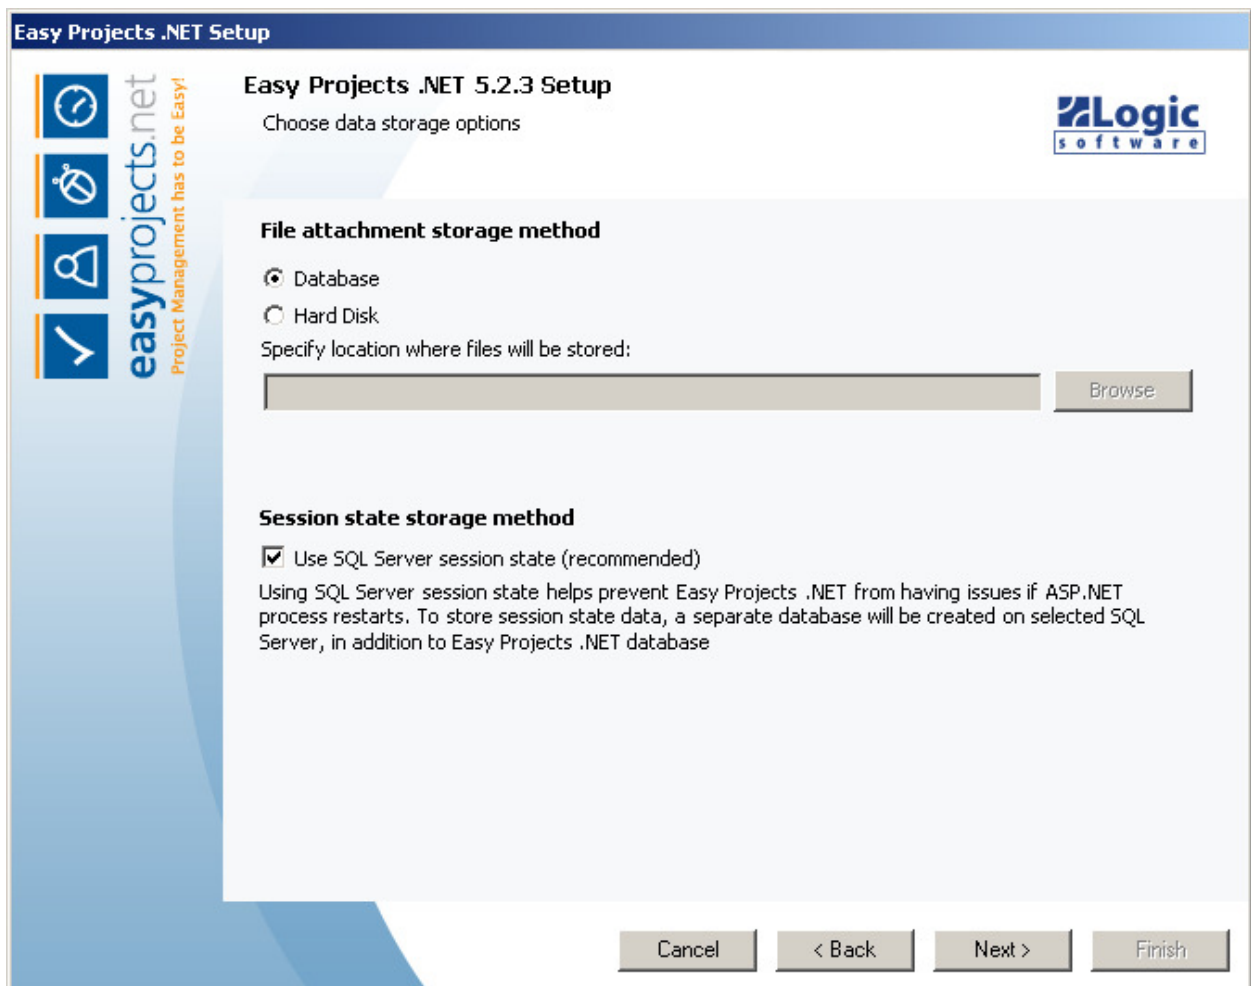 Easy Projects .NET Setup
easyprojects.net
Project Management has to be Easy!
Easy Projects .NET 5.2.3 Setup
Choose data storage options
Logic
software
File attachment storage method
Database
Hard Disk
Specify location where files will be stored:
Browse
Session state storage method
Use SQL Server session state (recommended)
Using SQL Server session state helps prevent Easy Projects .NET from having issues if ASP.NET
process restarts. To store session state data, a separate database will be created on selected SQL
Server, in addition to Easy Projects .NET database
Cancel
< Back
Next >
Finish